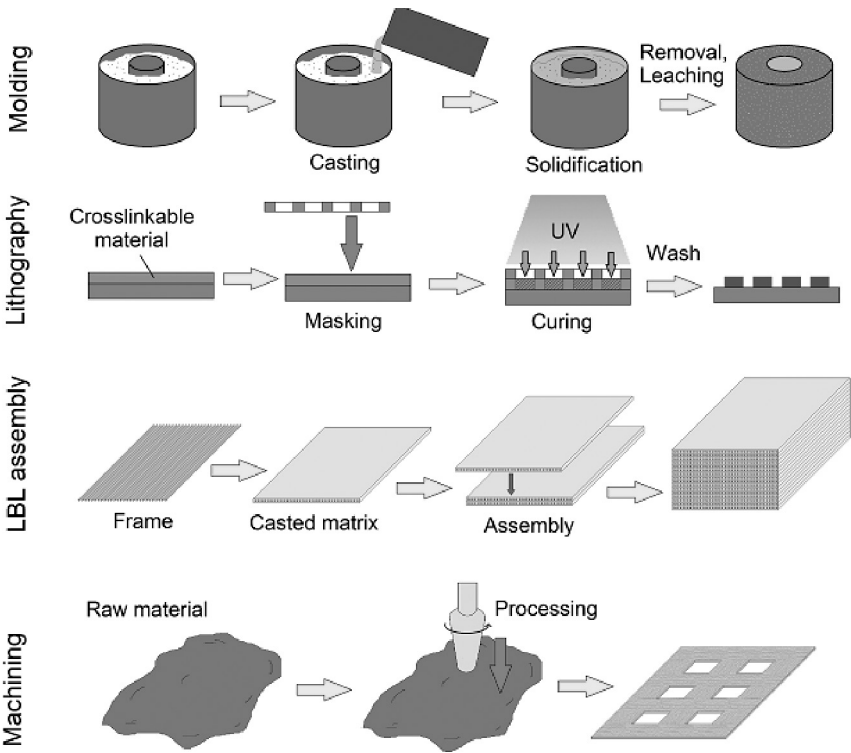 Molding
Casting
Solidification
Removal,
Leaching
Lithography
Crosslinkable
material
Masking
UV
Curing
Wash
LBL assembly
Frame
Casted matrix
Assembly
Machining
Raw material
Processing